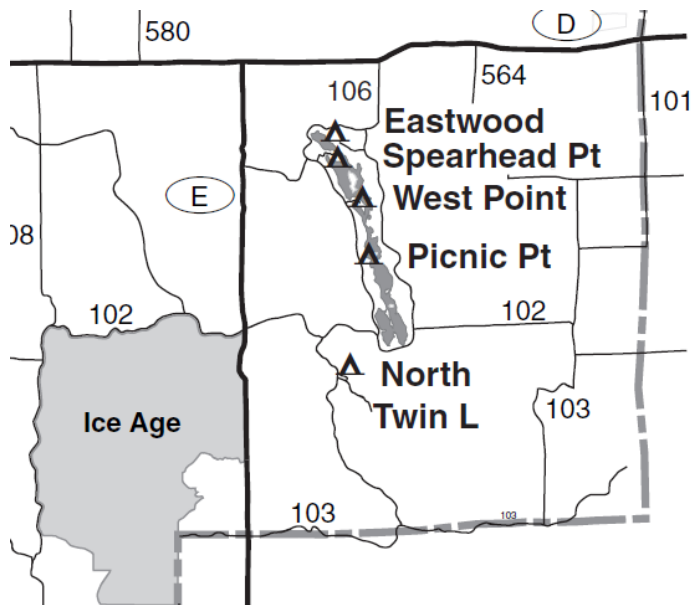 D
580
564
106
101
Eastwood
Spearhead Pt
E
West Point
08
Picnic Pt
102
102
North
Twin L
103
Ice Age
103
103